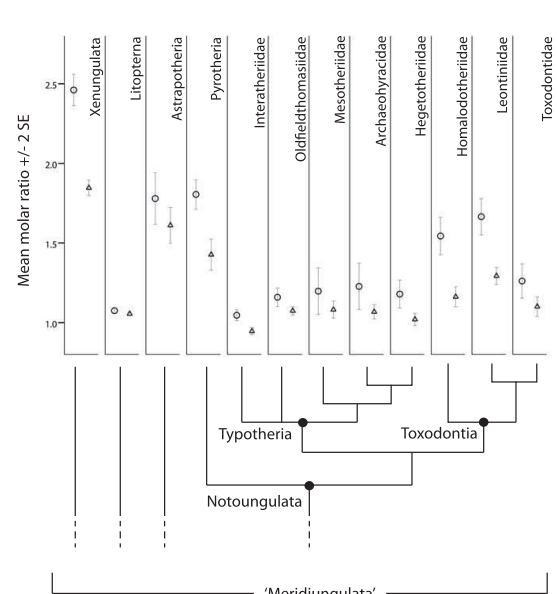 Mean molar ratio +/- 2 SE
2.5
2.0
1.5
1.0
Xenungulata
Litopterna
Astrapotheria
Pyrotheria
Interatheriidae
Oldfieldthomasiidae
Mesotheriidae
Archaeohyracidae
Hegetotheriidae
Homalodotheriidae
Leontiniidae
Toxodontidae
Typotheria
Toxodontia
Notoungulata
'Meridiungulata'